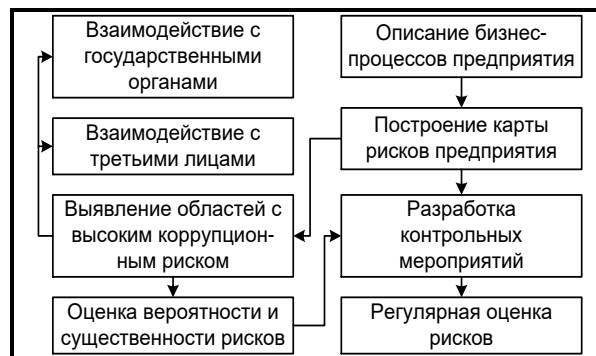 Взаимодействие с
государственными
органами
Взаимодействие с
третьими лицами
Выявление областей с
высоким коррупцион-
ным риском
Оценка вероятности и
существенности рисков
Описание бизнес-
процессов предприятия
Построение карты
рисков предприятия
Разработка
контрольных
мероприятий
Регулярная оценка
рисков